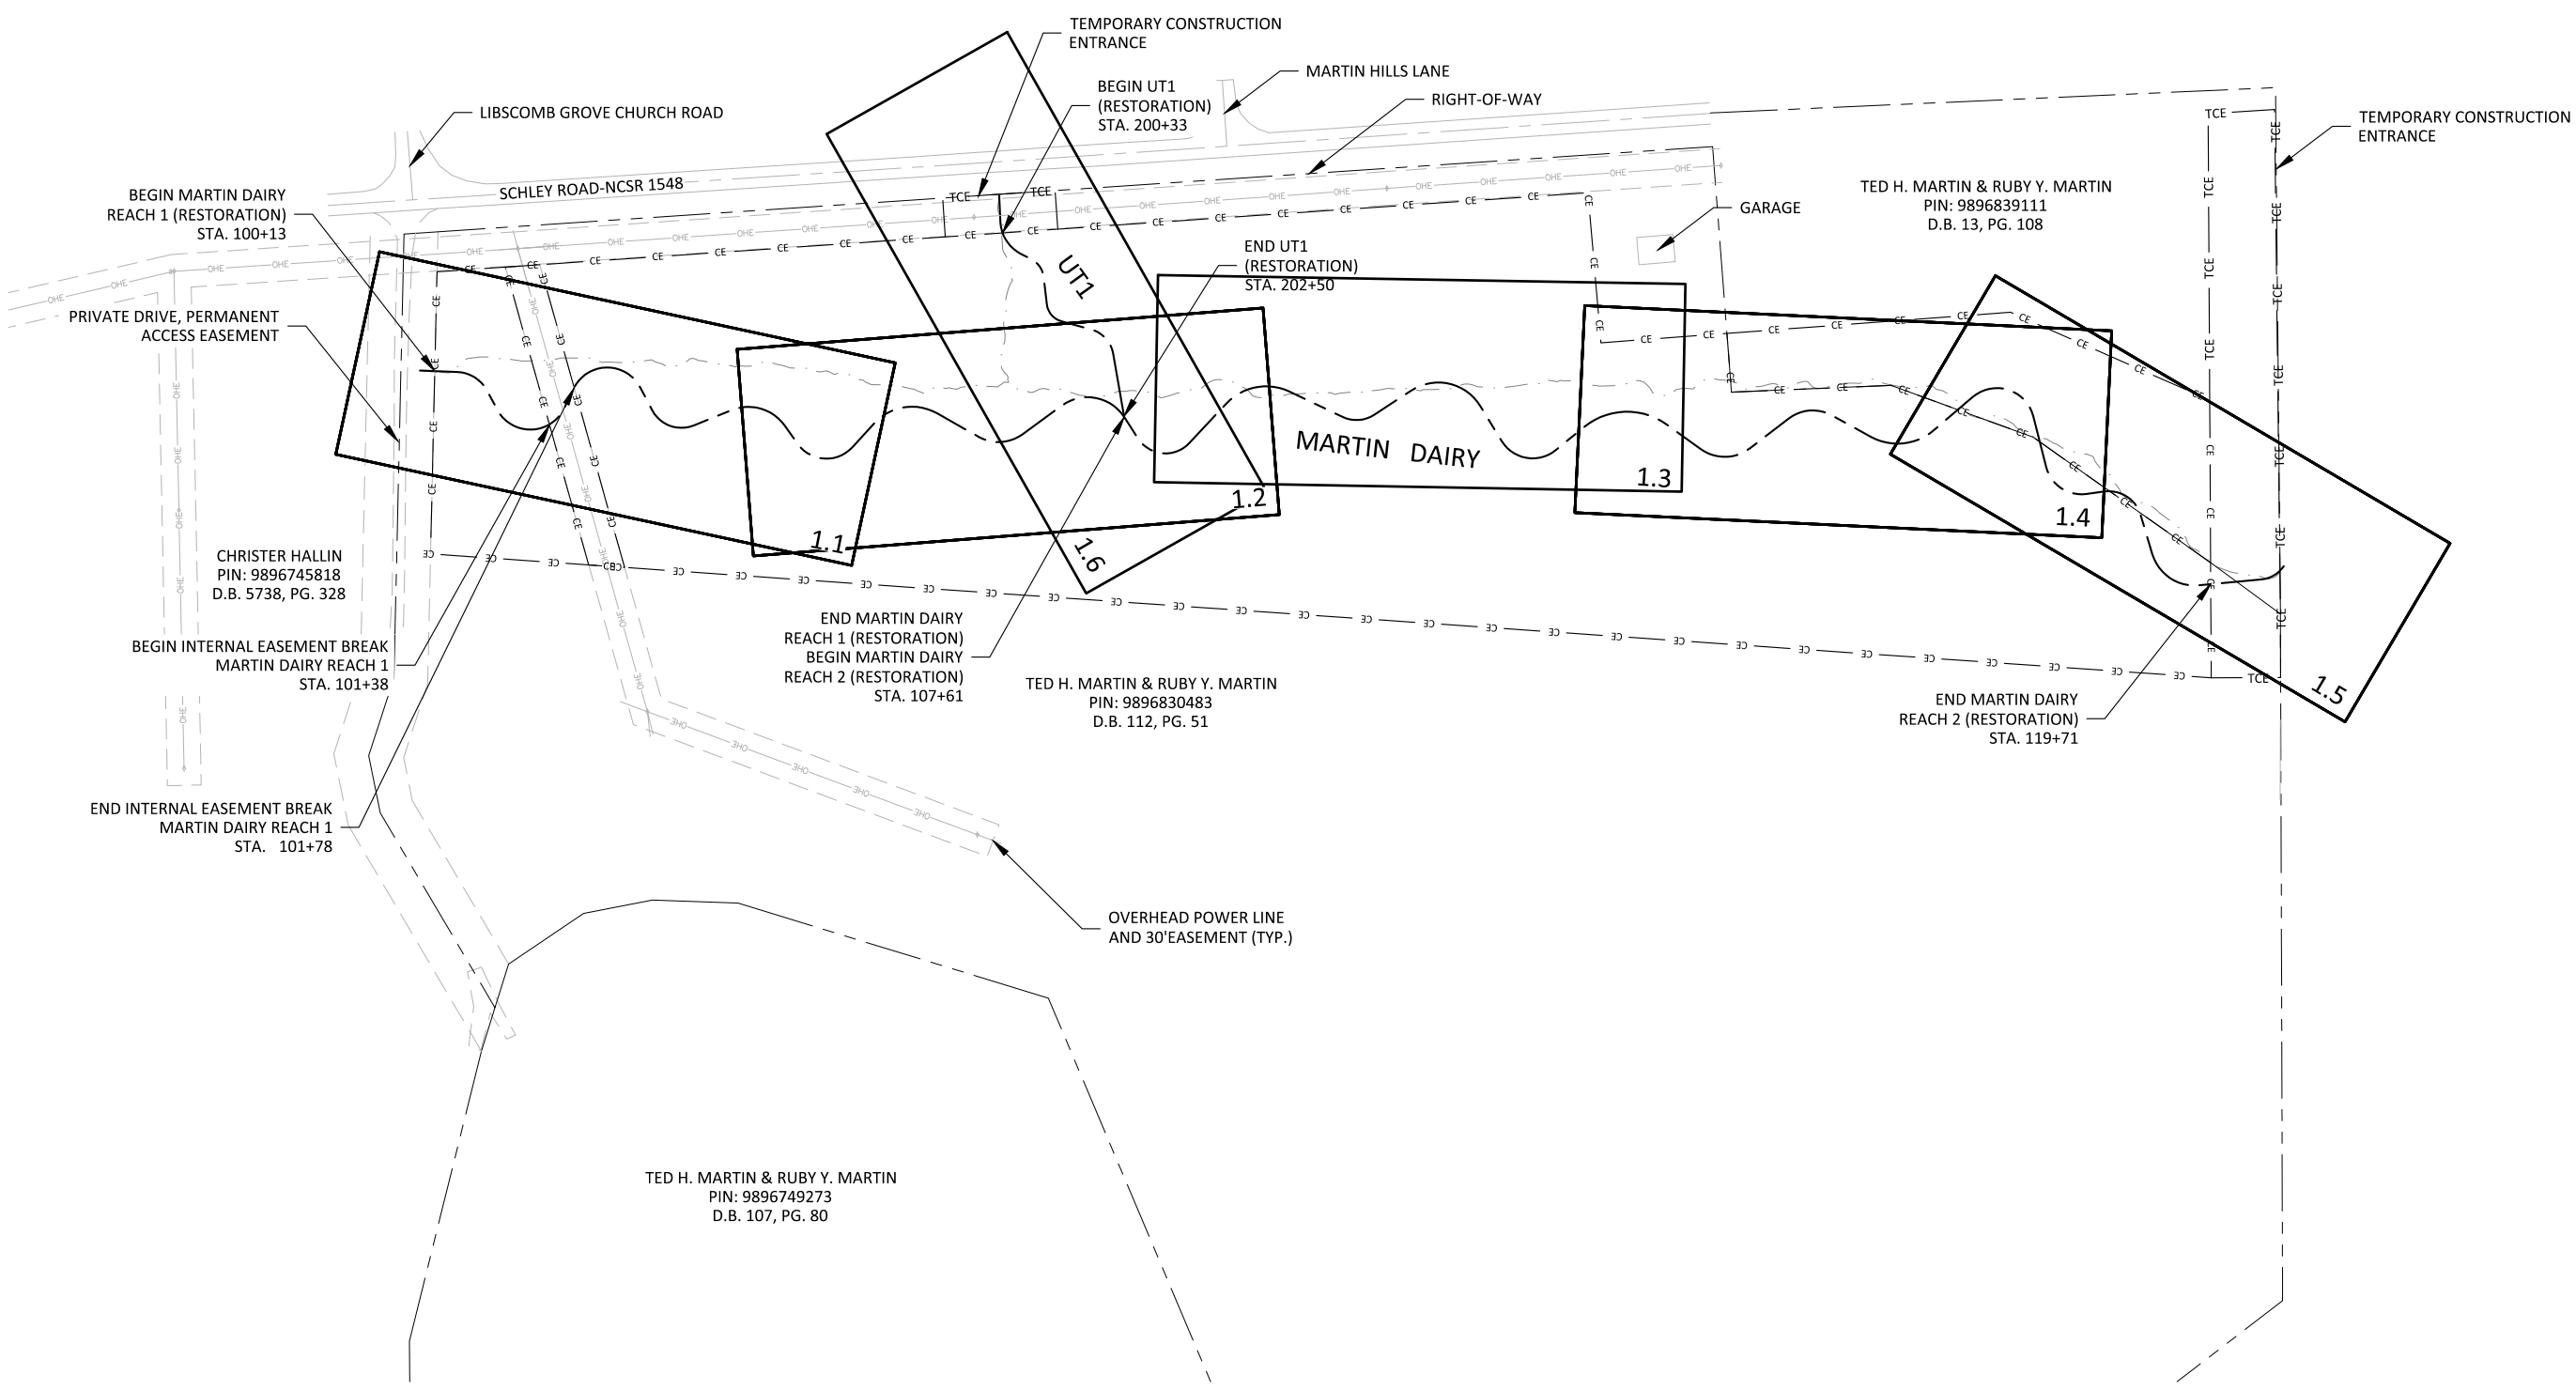 TEMPORARY CONSTRUCTION
ENTRANCE
MARTIN HILLS LANE
BEGIN UT1
(RESTORATION)
STA. 200+33
RIGHT-OF-WAY
LIBSCOMB GROVE CHURCH ROAD
TEMPORARY CONSTRUCTION
ENTRANCE
SCHLEY ROAD-NCSR 1548
BEGIN MARTIN DAIRY
REACH 1 (RESTORATION)
STA. 100+13
TED H. MARTIN & RUBY Y. MARTIN
PIN: 9896839111
D.B. 13, PG. 108
GARAGE
END UT1
(RESTORATION)
STA. 202+50
UT1
PRIVATE DRIVE, PERMANENT
ACCESS EASEMENT
MARTIN DAIRY
1.1
1.2
1.3
1.4
1.5
1.6
CHRISTER HALLIN
PIN: 9896745818
D.B. 5738, PG. 328
BEGIN INTERNAL EASEMENT BREAK
MARTIN DAIRY REACH 1
STA. 101+38
END MARTIN DAIRY
REACH 1 (RESTORATION)
BEGIN MARTIN DAIRY
REACH 2 (RESTORATION)
STA. 107+61
TED H. MARTIN & RUBY Y. MARTIN
PIN: 9896830483
D.B. 112, PG. 51
END MARTIN DAIRY
REACH 2 (RESTORATION)
STA. 119+71
END INTERNAL EASEMENT BREAK
MARTIN DAIRY REACH 1
STA. 101+78
OVERHEAD POWER LINE
AND 30'EASEMENT (TYP.)
TED H. MARTIN & RUBY Y. MARTIN
PIN: 9896749273
D.B. 107, PG. 80
TCE
CE
OHE